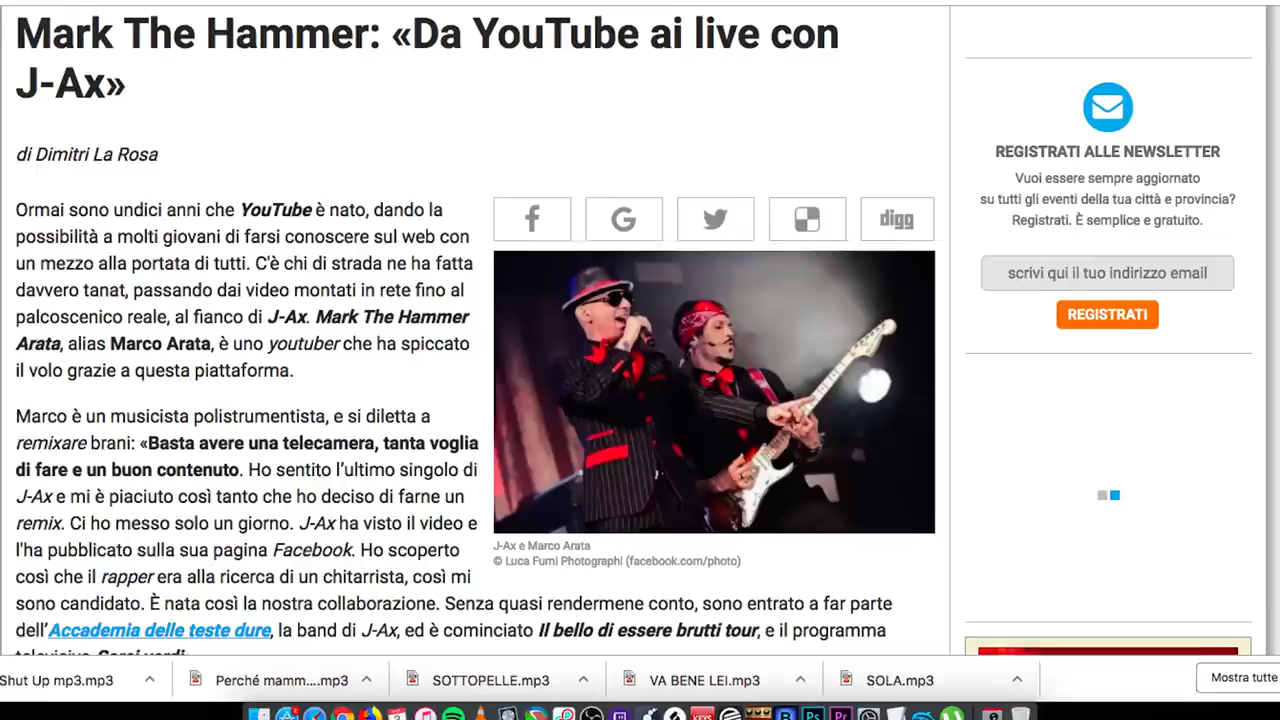 Mark The Hammer: «Da YouTube ai live con
J-Ax»
di Dimitri La Rosa
Ormai sono undici anni che YouTube è nato, dando la
possibilità a molti giovani di farsi conoscere sul web con
un mezzo alla portata di tutti. C'è chi di strada ne ha fatta
davvero tanat, passando dai video montati in rete fino al
palcoscenico reale, al fianco di J-Ax. Mark The Hammer
Arata, alias Marco Arata, è uno youtuber che ha spiccato
il volo grazie a questa piattaforma.
Marco è un musicista polistrumentista, e si diletta a
remixare brani: «Basta avere una telecamera, tanta voglia
di fare e un buon contenuto. Ho sentito l'ultimo singolo di
J-Ax e mi è piaciuto così tanto che ho deciso di farne un
remix. Ci ho messo solo un giorno. J-Ax ha visto il video e
l'ha pubblicato sulla sua pagina Facebook. Ho scoperto
così che il rapper era alla ricerca di un chitarrista, così mi
sono candidato. È nata così la nostra collaborazione. Senza quasi rendermene conto, sono entrato a far parte
dell'Accademia delle teste dure, la band di J-Ax, ed è cominciato Il bello di essere brutti tour, e il programma
televisivo Sorci verdi
digg
J-Ax e Marco Arata
© Luca Fumi Photographi (facebook.com/photo)
REGISTRATI ALLE NEWSLETTER
Vuoi essere sempre aggiornato
su tutti gli eventi della tua città e provincia?
Registrati. È semplice e gratuito.
scrivi qui il tuo indirizzo email
REGISTRATI
Shut Up mp3.mp3
Perché mamm....mp3
SOTTOPELLE.mp3
VA BENE LEI.mp3
SOLA.mp3
Mostra tutte
KEYS
Ps
Pr